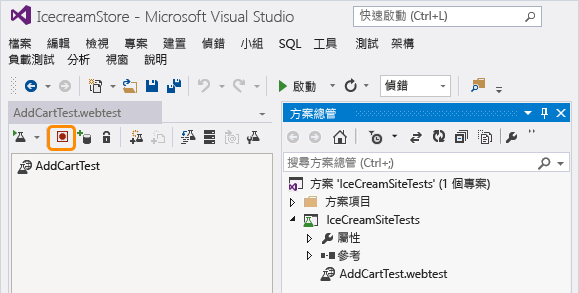 IcecreamStore - Microsoft Visual Studio
快速啟動 (Ctrl+L)
檔案 編輯 檢視 專案 建置 偵錯 小組 SQL 工具 測試 架構
負載測試 分析 視窗 說明
啟動 偵錯
AddCartTest.webtest
AddCartTest
方案總管
搜尋方案總管 (Ctrl+;)
方案 'IceCreamSiteTests' (1 個專案)
方案項目
IceCreamSiteTests
屬性
參考
AddCartTest.webtest